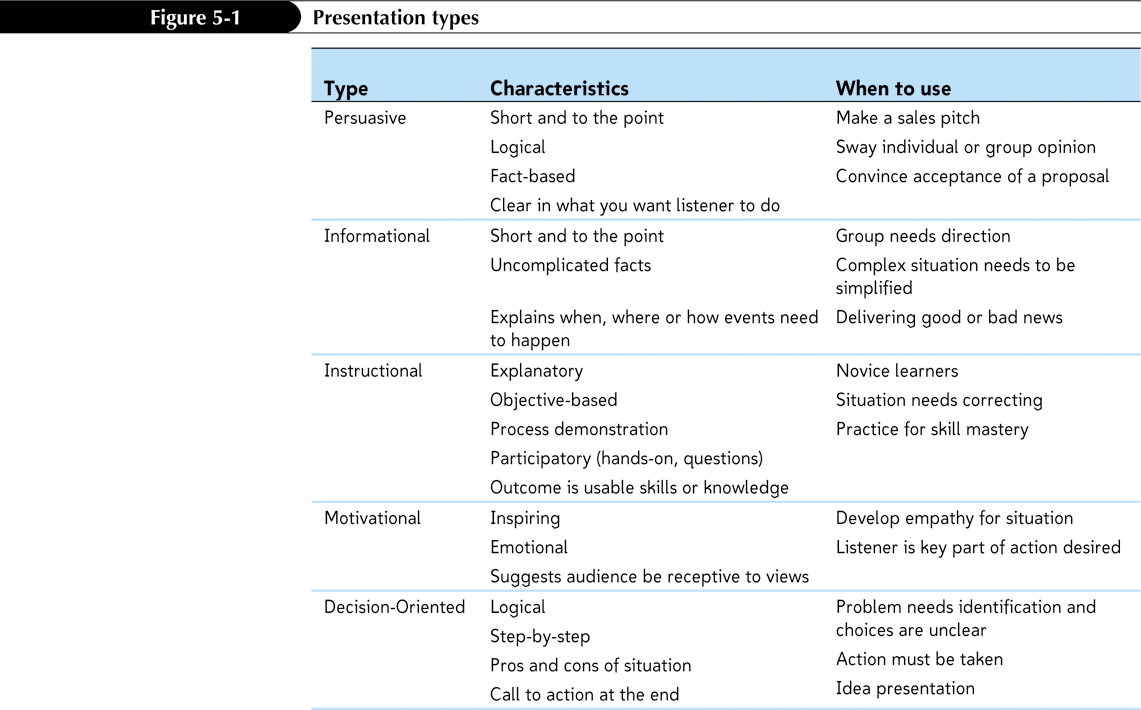 Figure 5-1 Presentation types
Type Characteristics When to use
Persuasive Short and to the point Make a sales pitch
Logical Sway individual or group opinion
Fact-based Convince acceptance of a proposal
Clear in what you want listener to do
Informational Short and to the point Group needs direction
Uncomplicated facts Complex situation needs to be
simplified
Explains when, where or how events need Delivering good or bad news
to happen
Instructional Explanatory Novice learners
Objective-based Situation needs correcting
Process demonstration Practice for skill mastery
Participatory (hands-on, questions)
Outcome is usable skills or knowledge
Motivational Inspiring Develop empathy for situation
Emotional Listener is key part of action desired
Suggests audience be receptive to views
Decision-Oriented Logical Problem needs identification and
Step-by-step choices are unclear
Pros and cons of situation Action must be taken
Call to action at the end Idea presentation